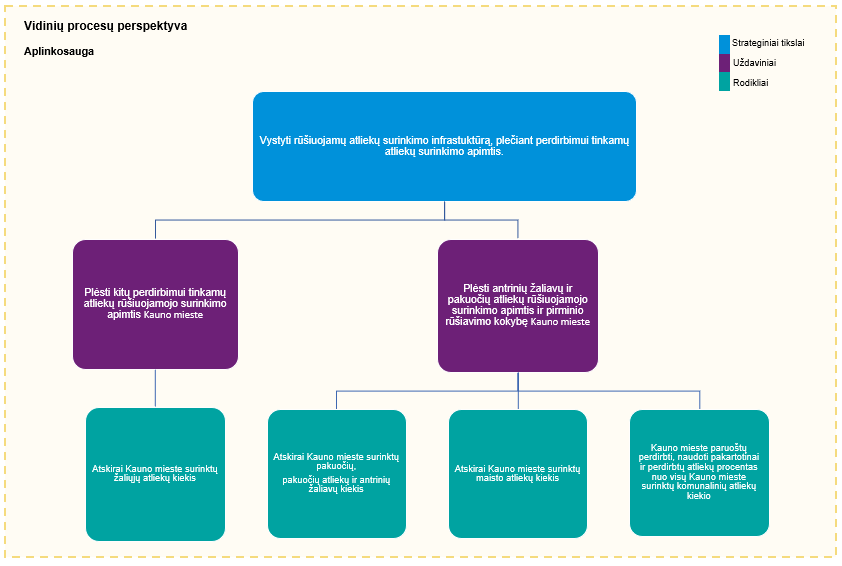 Vidinių procesų perspektyva
Aplinkosauga
Strateginiai tikslai
Uždaviniai
Rodikliai
Vystyti rūšiuojamų atliekų surinkimo infrastuktūrą, plečiant perdirbimui tinkamų
atliekų surinkimo apimtis.
Plėsti kitų perdirbimui tinkamų
atliekų rūšiuojamojo surinkimo
apimtis Kauno mieste
Plėsti antrinių žaliavų ir
pakuočių atliekų rūšiuojamojo
surinkimo apimtis ir pirminio
rūšiavimo kokybę Kauno mieste
Atskirai Kauno mieste surinktų
žaliųjų atliekų kiekis
Atskirai Kauno mieste surinktų
pakuočių,
pakuočių atliekų ir antrinių
žaliavų kiekis
Atskirai Kauno mieste surinktų
maisto atliekų kiekis
Kauno mieste paruoštų
perdirbti, naudoti pakartotinai
ir perdirbtų atliekų procentas
nuo visų Kauno mieste
surinktų komunalinių atliekų
kiekio